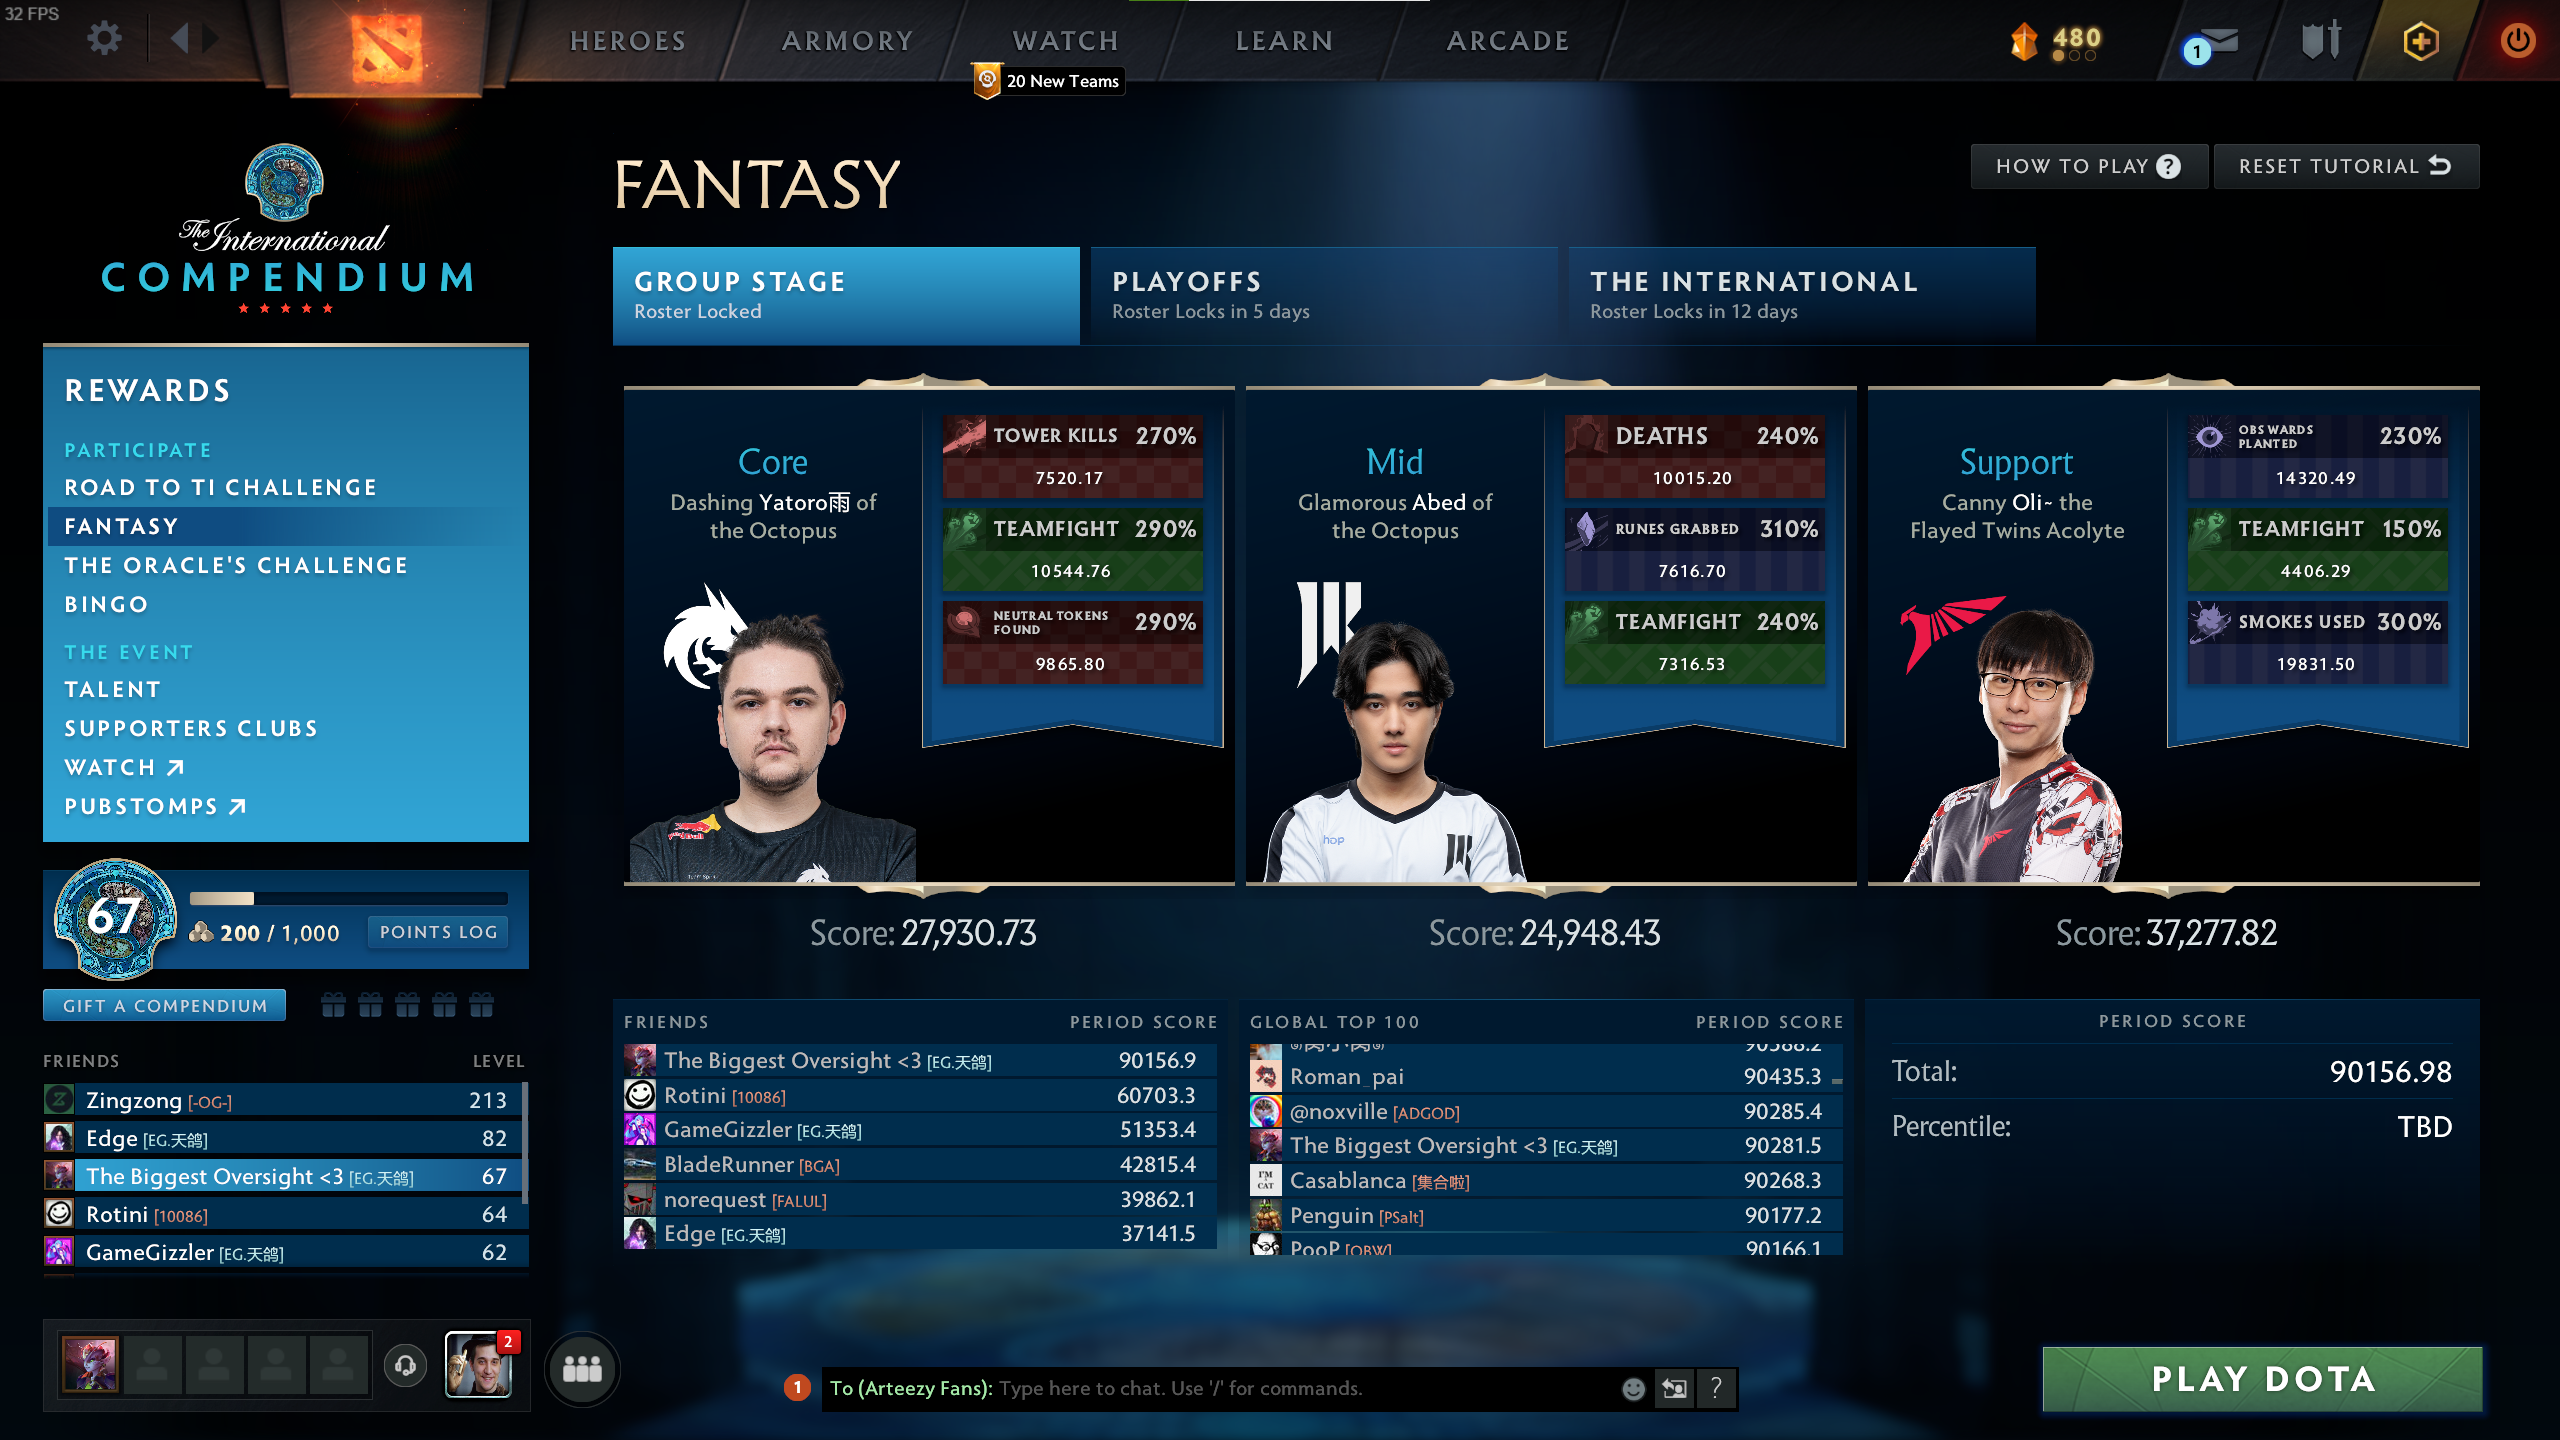 32 FPS
HEROES
ARMORY
WATCH
LEARN
ARCADE
480
1
20 New Teams
The International
COMPENDIUM
FANTASY
HOW TO PLAY ?
RESET TUTORIAL
GROUP STAGE
Roster Locked
PLAYOFFS
Roster Locks in 5 days
THE INTERNATIONAL
Roster Locks in 12 days
REWARDS
PARTICIPATE
ROAD TO TI CHALLENGE
FANTASY
THE ORACLE'S CHALLENGE
BINGO
THE EVENT
TALENT
SUPPORTERS CLUBS
WATCH
PUBSTOMPS
67
200 / 1,000
POINTS LOG
GIFT A COMPENDIUM
FRIENDS LEVEL
Zingzong [-OG-] 213
Edge [EG.天鸽] 82
The Biggest Oversight <3 [EG.天鸽] 67
Rotini [10086] 64
GameGizzler [EG.天鸽] 62
Core
Dashing Yatoro雨 of
the Octopus
TOWER KILLS 270%
7520.17
TEAMFIGHT 290%
10544.76
NEUTRAL TOKENS
FOUND
290%
9865.80
Red Bull
Score: 27,930.73
Mid
Glamorous Abed of
the Octopus
DEATHS 240%
10015.20
RUNES GRABBED 310%
7616.70
TEAMFIGHT 240%
7316.53
hop
Score: 24,948.43
Support
Canny Oli~ the
Flayed Twins Acolyte
OBS WARDS
PLANTED
230%
14320.49
TEAMFIGHT 150%
4406.29
SMOKES USED 300%
19831.50
Score: 37,277.82
FRIENDS PERIOD SCORE
The Biggest Oversight <3 [EG.天鸽] 90156.9
Rotini [10086] 60703.3
GameGizzler [EG.天鸽] 51353.4
BladeRunner [BGA] 42815.4
norequest [FALUL] 39862.1
Edge [EG.天鸽] 37141.5
GLOBAL TOP 100 PERIOD SCORE
Roman_pai 90435.3
@noxville [ADGOD] 90285.4
The Biggest Oversight <3 [EG.天鸽] 90281.5
I'M A CAT
Casablanca [集合啦] 90268.3
Penguin [PSalt] 90177.2
PooP [OBW] 90166.1
PERIOD SCORE
Total: 90156.98
Percentile: TBD
2
1
To (Arteezy Fans): Type here to chat. Use '/' for commands.
?
PLAY DOTA